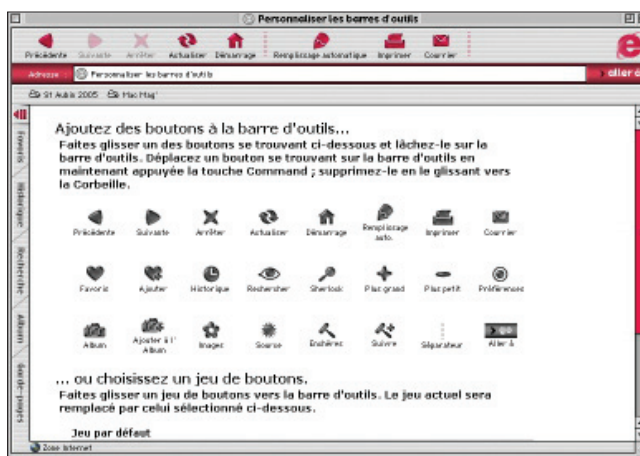 Personnaliser les barres d'outils
Précédente Suivante Arrêter Actualiser Démarrage Remplissage automatique Imprimer Courrier
Adresse : Personnaliser les barres d'outils aller à
St Aubin 2005 Mac Mag'
Favoris
Historique
Recherche
Album
Garde-pages
Ajoutez des boutons à la barre d'outils...
Faites glisser un des boutons se trouvant ci-dessous et lâchez-le sur la
barre d'outils. Déplacez un bouton se trouvant sur la barre d'outils en
maintenant appuyée la touche Command ; supprimez-le en le glissant vers
la Corbeille.
Précédente Suivante Arrêter Actualiser Démarrage Remplissage auto. Imprimer Courrier
Favoris Ajouter Historique Rechercher Sherlock Plus grand Plus petit Préférences
Album Ajouter à l'Album Images Source Enchères Suivre Séparateur go Aller à
... ou choisissez un jeu de boutons.
Faites glisser un jeu de boutons vers la barre d'outils. Le jeu actuel sera
remplacé par celui sélectionné ci-dessous.
Jeu par défaut
Zone Internet